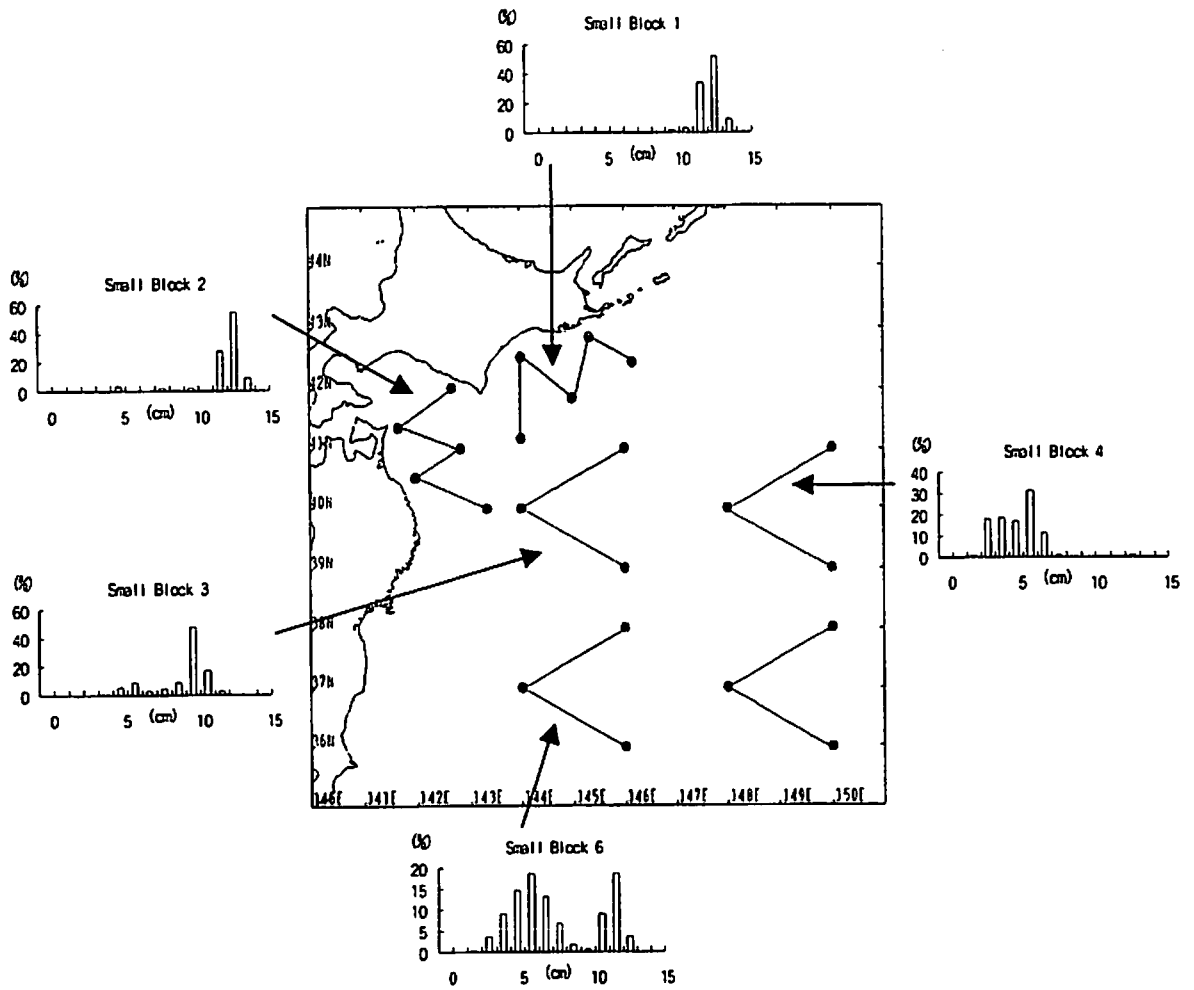 (%)
Small Block 1
60
40
20
0
0 5 (cm) 10 15
(%)
Small Block 2
60
40
20
0
5 (cm) 10 15
0
44N
43N
42N
41N
40N
39N
38N
37N
36N
140E 141E 142E 143E 144E 145E 146E 147E 148E 149E 150E
(%)
Small Block 4
40
30
20
10
0
0 5 (cm) 10 15
(%)
Small Block 3
60
40
20
0
0 5 (cm) 10 15
(%)
Small Block 6
20
15
10
5
0
0 5 (cm) 10 15